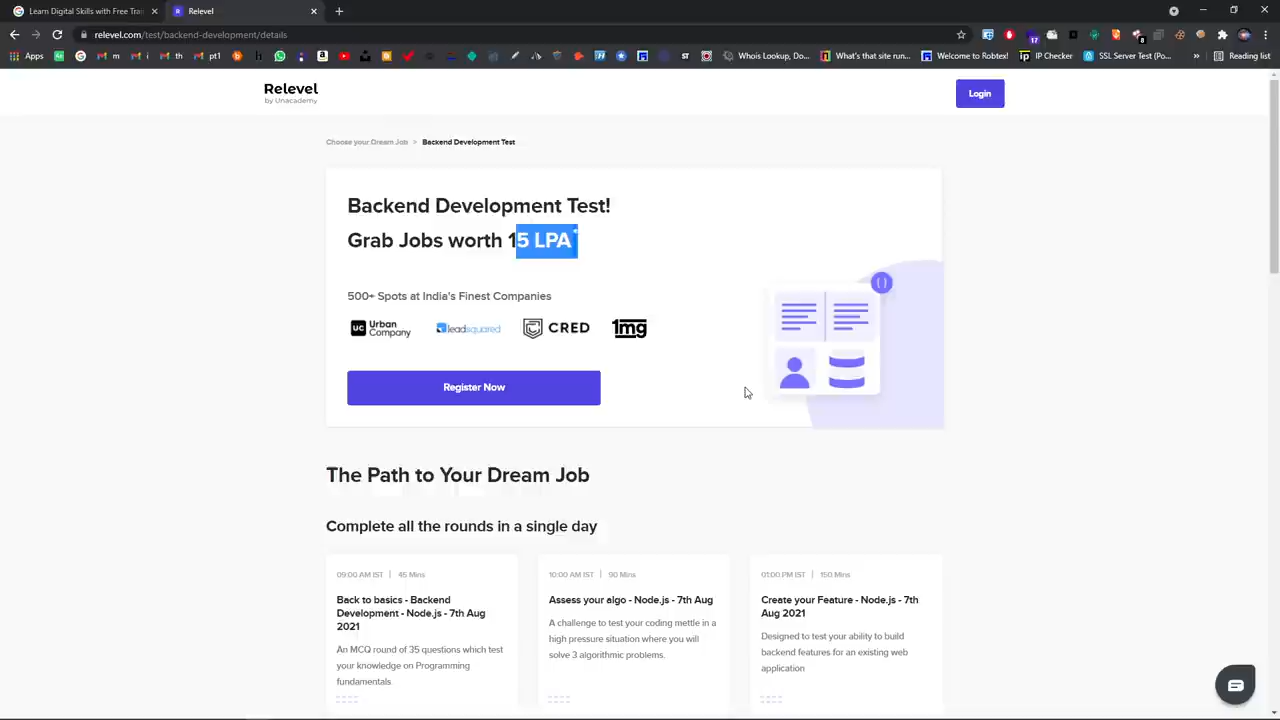 Learn Digital Skills with Free Trai
Relevel
relevel.com/test/backend-development/details
Apps
m
m
th
pt1
ST
Whois Lookup, Do...
What's that site run...
Welcome to Robtex!
IP Checker
SSL Server Test (Po...
Reading list
Relevel
by Unacademy
Login
Choose your Dream Job > Backend Development Test
Backend Development Test!
Grab Jobs worth 15 LPA*
500+ Spots at India's Finest Companies
UC Urban Company
leadsquared
CRED
1mg
Register Now
The Path to Your Dream Job
Complete all the rounds in a single day
09:00 AM IST | 45 Mins
Back to basics - Backend
Development - Node.js - 7th Aug
2021
An MCQ round of 35 questions which test
your knowledge on Programming
fundamentals
10:00 AM IST | 90 Mins
Assess your algo - Node.js - 7th Aug
A challenge to test your coding mettle in a
high pressure situation where you will
solve 3 algorithmic problems.
01:00 PM IST | 150 Mins
Create your Feature - Node.js - 7th
Aug 2021
Designed to test your ability to build
backend features for an existing web
application